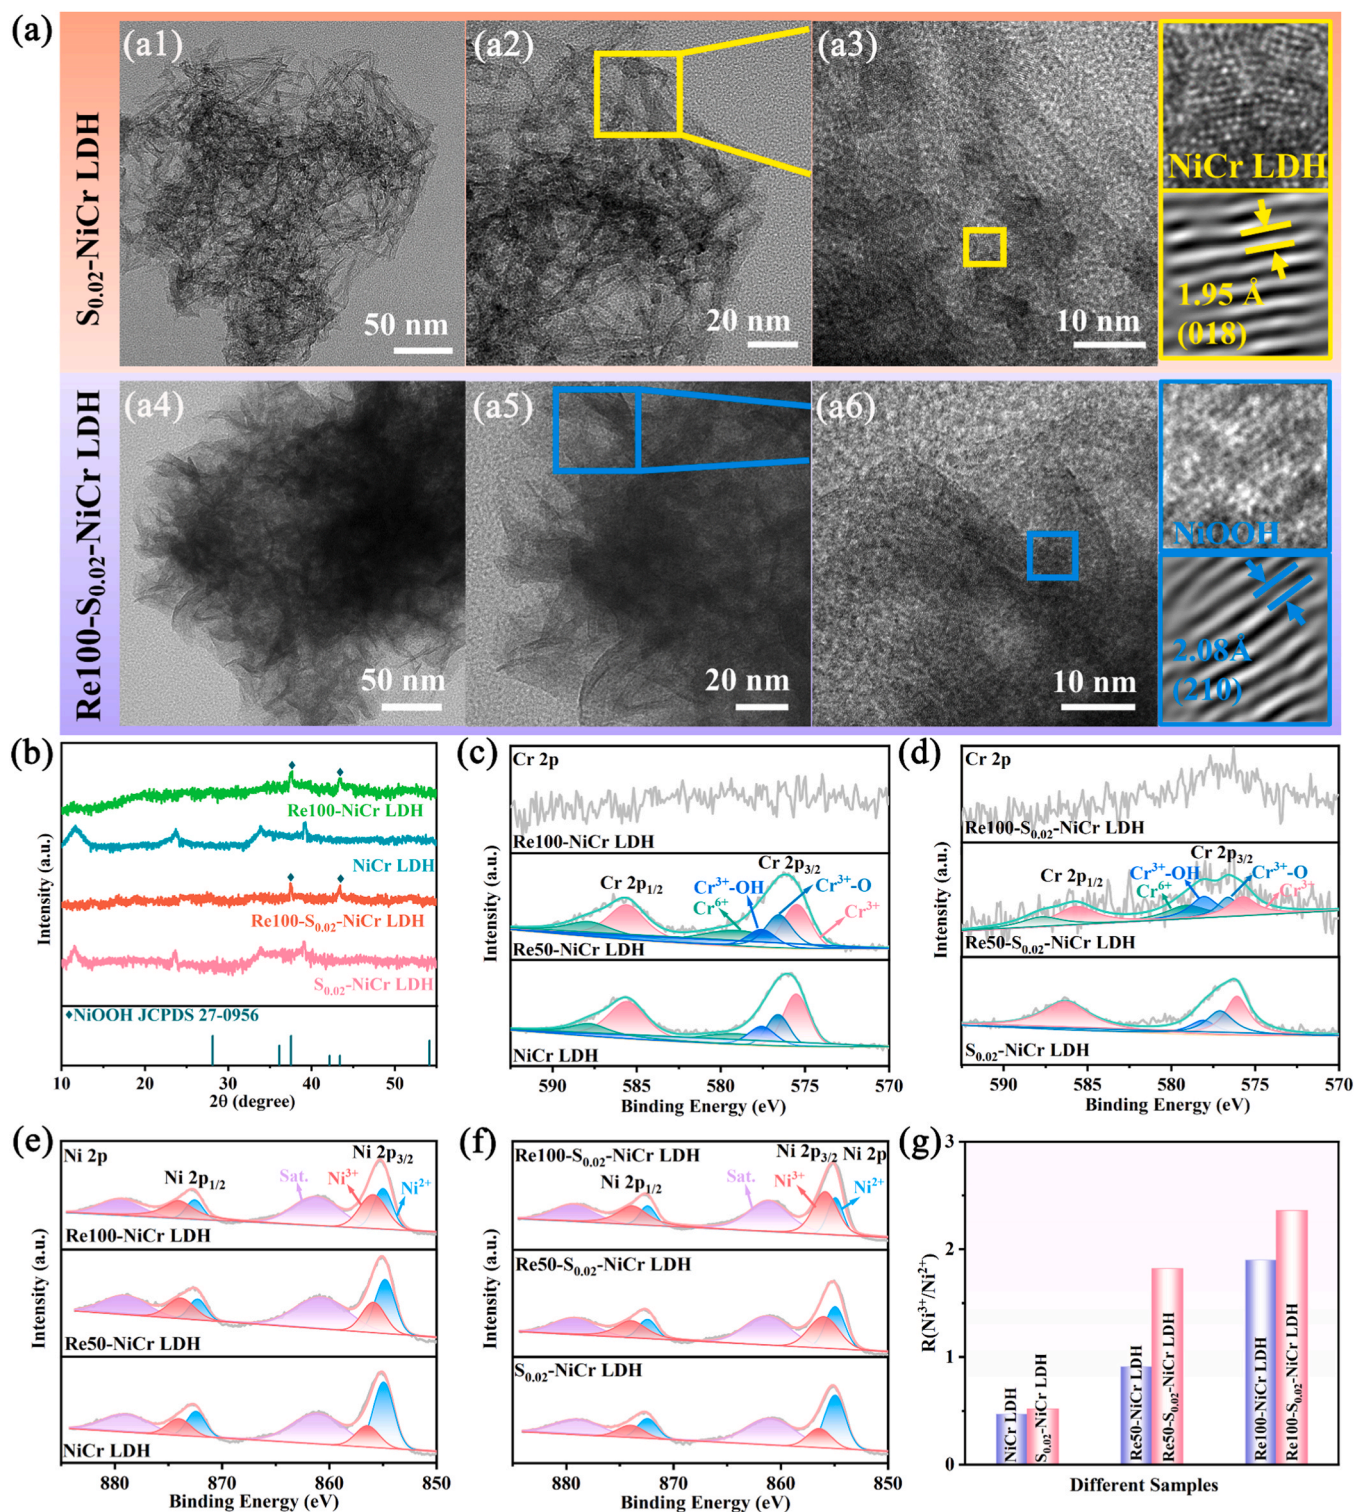 (a)
S0.02-NiCr LDH
(a1)
50 nm
(a2)
20 nm
(a3)
10 nm
NiCr LDH
1.95 Å
(018)
Re100-S0.02-NiCr LDH
(a4)
50 nm
(a5)
20 nm
(a6)
10 nm
NiOOH
2.08Å
(210)
(b)
Intensity (a.u.)
♦ ♦
Re100-NiCr LDH
NiCr LDH
♦ ♦
Re100-S0.02-NiCr LDH
S0.02-NiCr LDH
♦NiOOH JCPDS 27-0956
10 20 30 40 50
2θ (degree)
(c)
Intensity (a.u.)
Cr 2p
Re100-NiCr LDH
Cr 2p3/2
Cr 2p1/2
Cr3+-OH
Cr3+-O
Cr6+
Cr3+
Re50-NiCr LDH
NiCr LDH
590 585 580 575 570
Binding Energy (eV)
(d)
Intensity (a.u.)
Cr 2p
Re100-S0.02-NiCr LDH
Cr 2p3/2
Cr 2p1/2
Cr3+-OH
Cr3+-O
Cr6+
Cr3+
Re50-S0.02-NiCr LDH
S0.02-NiCr LDH
590 585 580 575 570
Binding Energy (eV)
(e)
Intensity (a.u.)
Ni 2p
Ni 2p3/2
Ni 2p1/2
Sat.
Ni3+
Ni2+
Re100-NiCr LDH
Re50-NiCr LDH
NiCr LDH
880 870 860 850
Binding Energy (eV)
(f)
Intensity (a.u.)
Re100-S0.02-NiCr LDH
Ni 2p3/2 Ni 2p
Ni 2p1/2
Sat.
Ni3+
Ni2+
Re50-S0.02-NiCr LDH
S0.02-NiCr LDH
880 870 860 850
Binding Energy (eV)
(g)
R(Ni3+/Ni2+)
3
2
1
0
NiCr LDH
S0.02-NiCr LDH
Re50-NiCr LDH
Re50-S0.02-NiCr LDH
Re100-NiCr LDH
Re100-S0.02-NiCr LDH
Different Samples